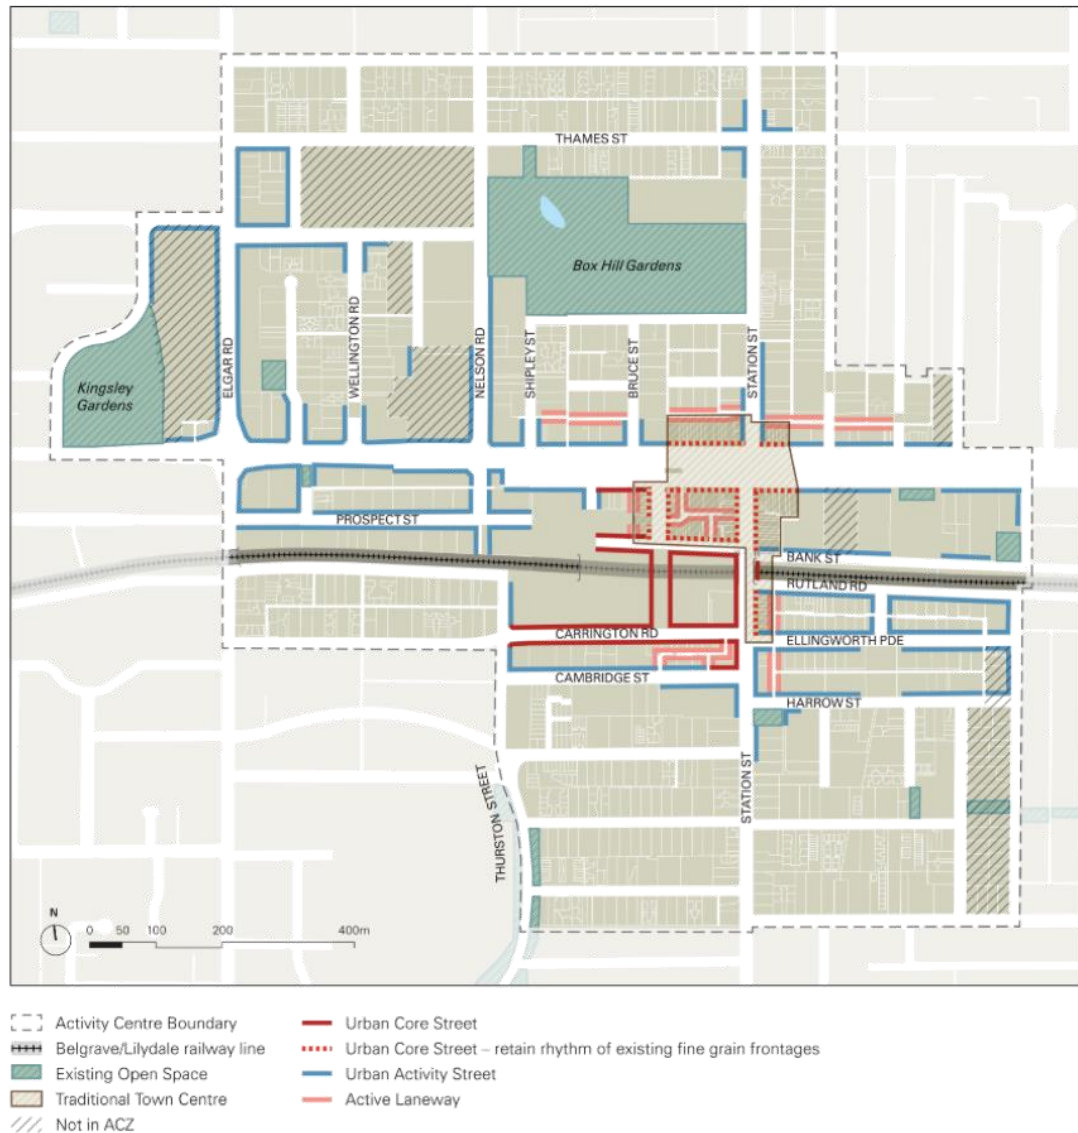 THAMES ST
Box Hill Gardens
Kingsley
Gardens
ELGAR RD
WELLINGTON RD
NELSON RD
SHIPLEY ST
BRUCE ST
STATION ST
PROSPECT ST
BANK ST
RUTLAND RD
CARRINGTON RD
ELLINGWORTH PDE
CAMBRIDGE ST
HARROW ST
THURSTON STREET
STATION ST
N
0 50 100 200 400m
Activity Centre Boundary
Belgrave/Lilydale railway line
Existing Open Space
Traditional Town Centre
Not in ACZ
Urban Core Street
Urban Core Street – retain rhythm of existing fine grain frontages
Urban Activity Street
Active Laneway